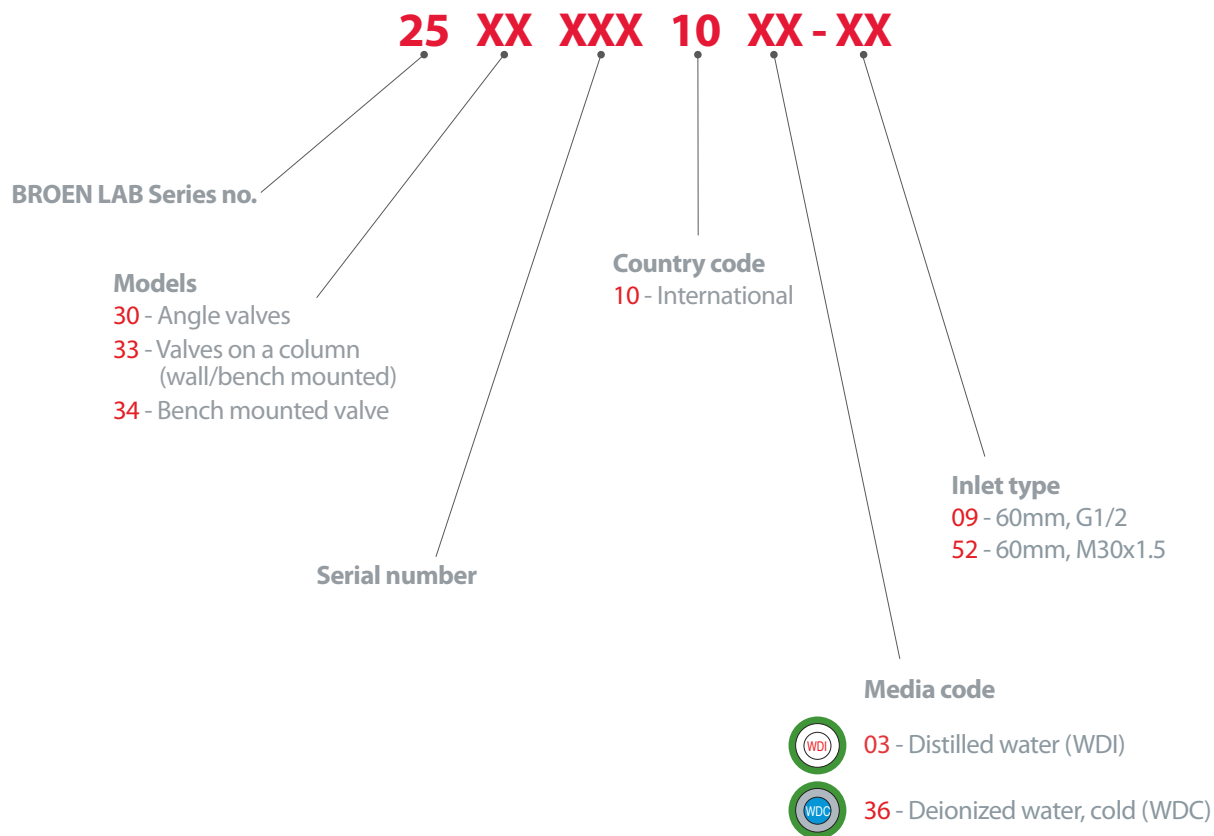 25 XX XXX 10 XX - XX
BROEN LAB Series no.
Models
30 - Angle valves
33 - Valves on a column
(wall/bench mounted)
34 - Bench mounted valve
Serial number
Country code
10 - International
Inlet type
09 - 60mm, G1/2
52 - 60mm, M30x1.5
Media code
WDI 03 - Distilled water (WDI)
WDC 36 - Deionized water, cold (WDC)